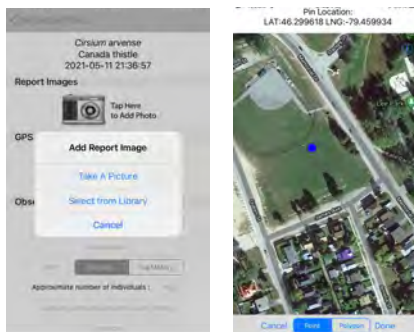 Cirsium arvense
Canada thistle
2021-05-11 21:36:57
Report Images
Tap Here
to Add Photo
GPS
Add Report Image
Take A Picture
Select from Library
Obse
Cancel
Approximate number of individuals :
Pin Location:
LAT:46.299618 LNG:-79.459934
Cancel
Point
Polygon
Done